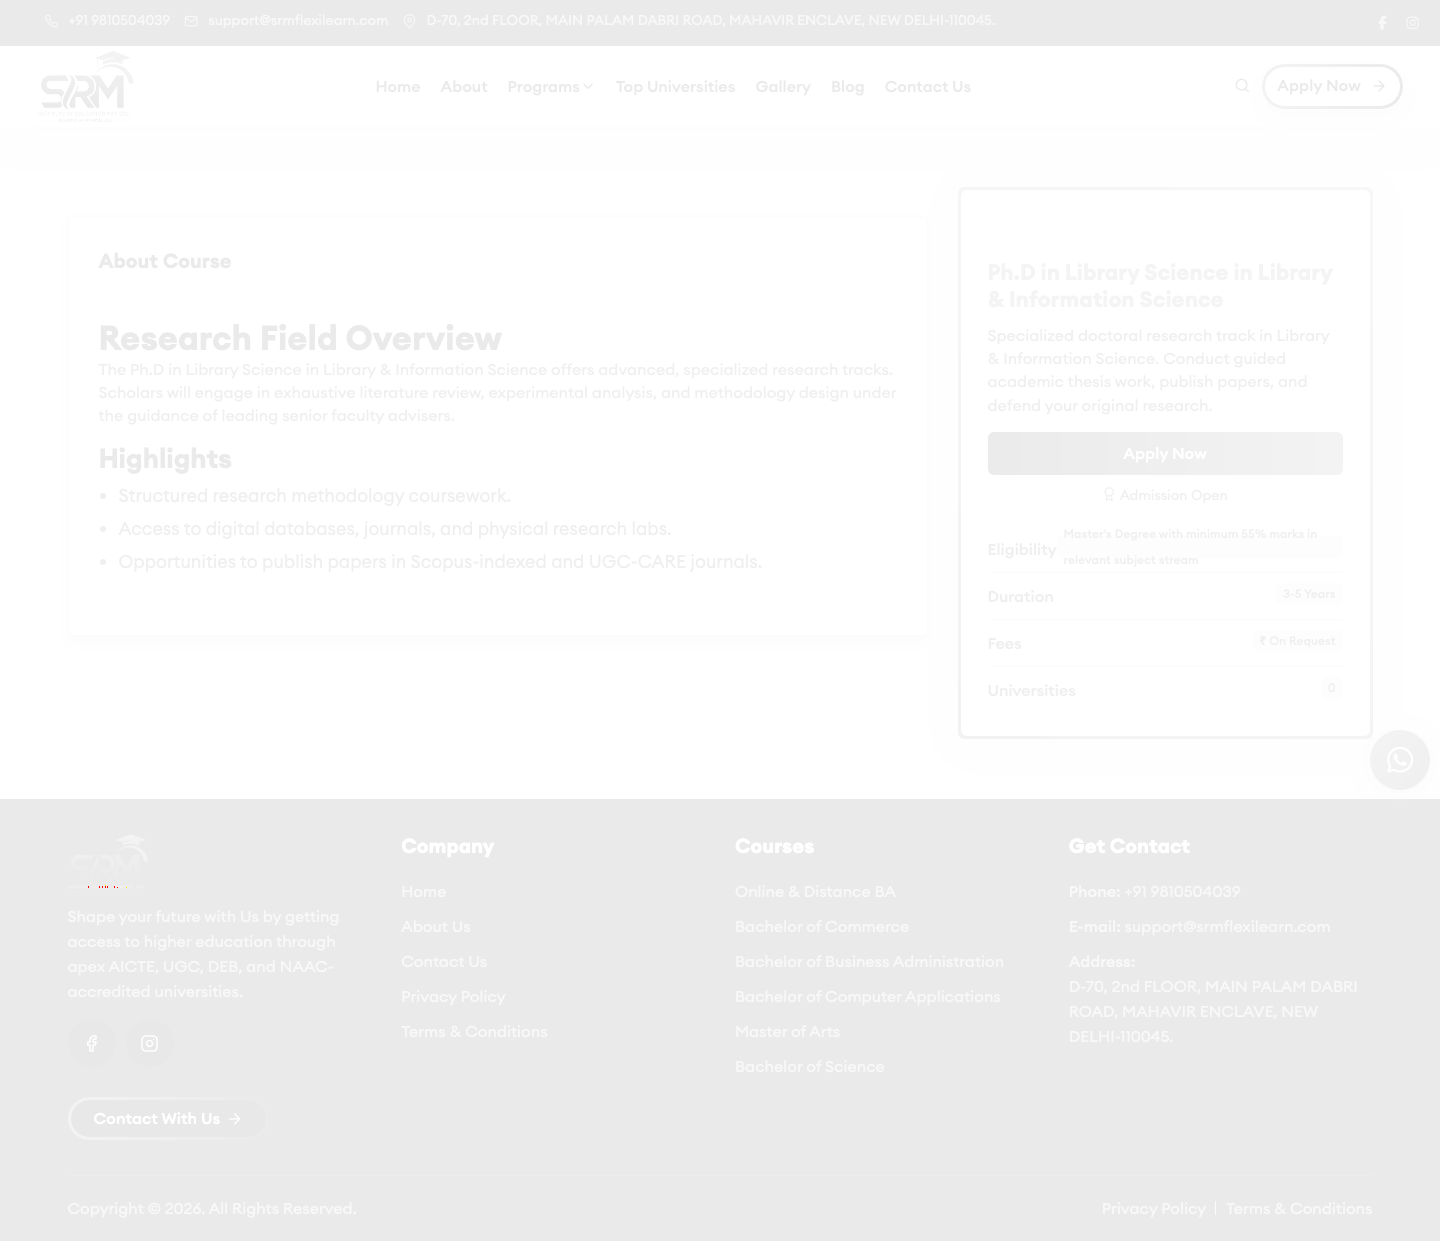 +91 9810504039 support@srmflexilearn.com D-70, 2nd FLOOR, MAIN PALAM DABRI ROAD, MAHAVIR ENCLAVE, NEW DELHI-110045.
SRM
Home About Programs Top Universities Gallery Blog Contact Us
Apply Now
About Course
Research Field Overview
The Ph.D in Library Science in Library & Information Science offers advanced, specialized research tracks.
Scholars will engage in exhaustive literature review, experimental analysis, and methodology design under
the guidance of leading senior faculty advisers.
Highlights
• Structured research methodology coursework.
• Access to digital databases, journals, and physical research labs.
• Opportunities to publish papers in Scopus-indexed and UGC-CARE journals.
Ph.D in Library Science in Library
& Information Science
Specialized doctoral research track in Library
& Information Science. Conduct guided
academic thesis work, publish papers, and
defend your original research.
Apply Now
Admission Open
Eligibility
Master's Degree with minimum 55% marks in
relevant subject stream
Duration 3-5 Years
Fees ₹ On Request
Universities 0
SRM
Shape your future with Us by getting
access to higher education through
apex AICTE, UGC, DEB, and NAAC-
accredited universities.
Contact With Us
Company
Home
About Us
Contact Us
Privacy Policy
Terms & Conditions
Courses
Online & Distance BA
Bachelor of Commerce
Bachelor of Business Administration
Bachelor of Computer Applications
Master of Arts
Bachelor of Science
Get Contact
Phone: +91 9810504039
E-mail: support@srmflexilearn.com
Address:
D-70, 2nd FLOOR, MAIN PALAM DABRI
ROAD, MAHAVIR ENCLAVE, NEW
DELHI-110045.
Copyright © 2026. All Rights Reserved.
Privacy Policy | Terms & Conditions